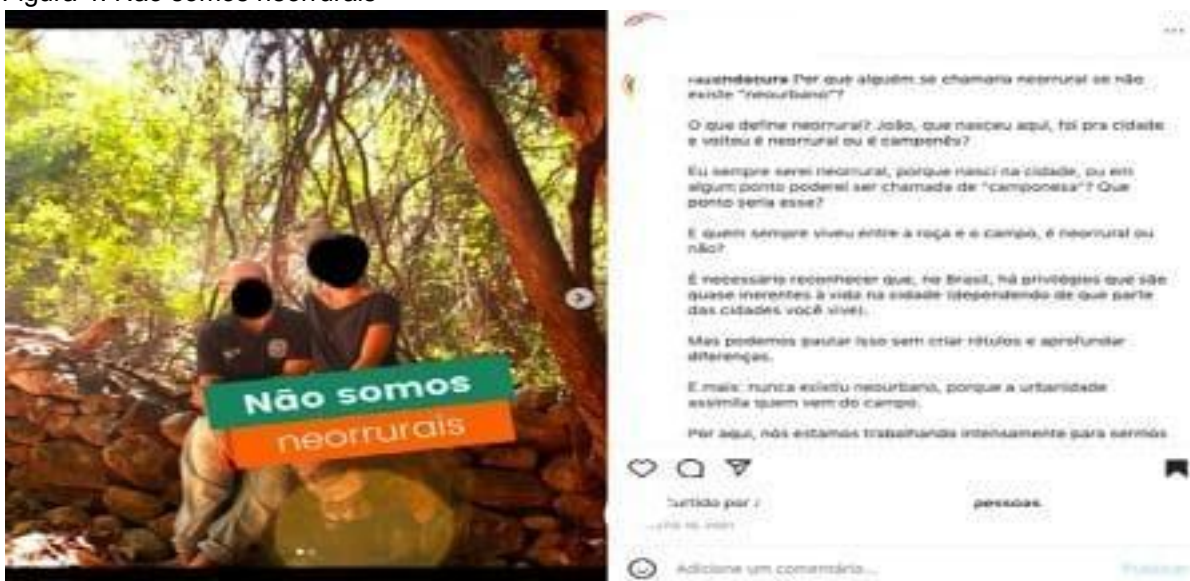 Figura 4: Não somos neorrurais
Não somos
neorrurais
Por que alguém se chamaria neorrural se não
existe "neourbano"?
O que define neorrural? João, que nasceu aqui, foi pra cidade
e voltou é neorrural ou é camponês?
Eu sempre serei neorrural, porque nasci na cidade, ou em
algum ponto poderei ser chamada de "camponesa"? Que
ponto seria esse?
E quem sempre viveu entre a roça e o campo, é neorrural ou
não?
É necessário reconhecer que, no Brasil, há privilégios que são
quase inerentes à vida na cidade (dependendo de que parte
das cidades você vive).
Mas podemos pautar isso sem criar rótulos e aprofundar
diferenças.
E mais: nunca existiu neourbano, porque a urbanidade
assimila quem vem do campo.
Por aqui, nós estamos trabalhando intensamente para sermos
curtido por
pessoas
Adicione um comentário...
Publicar